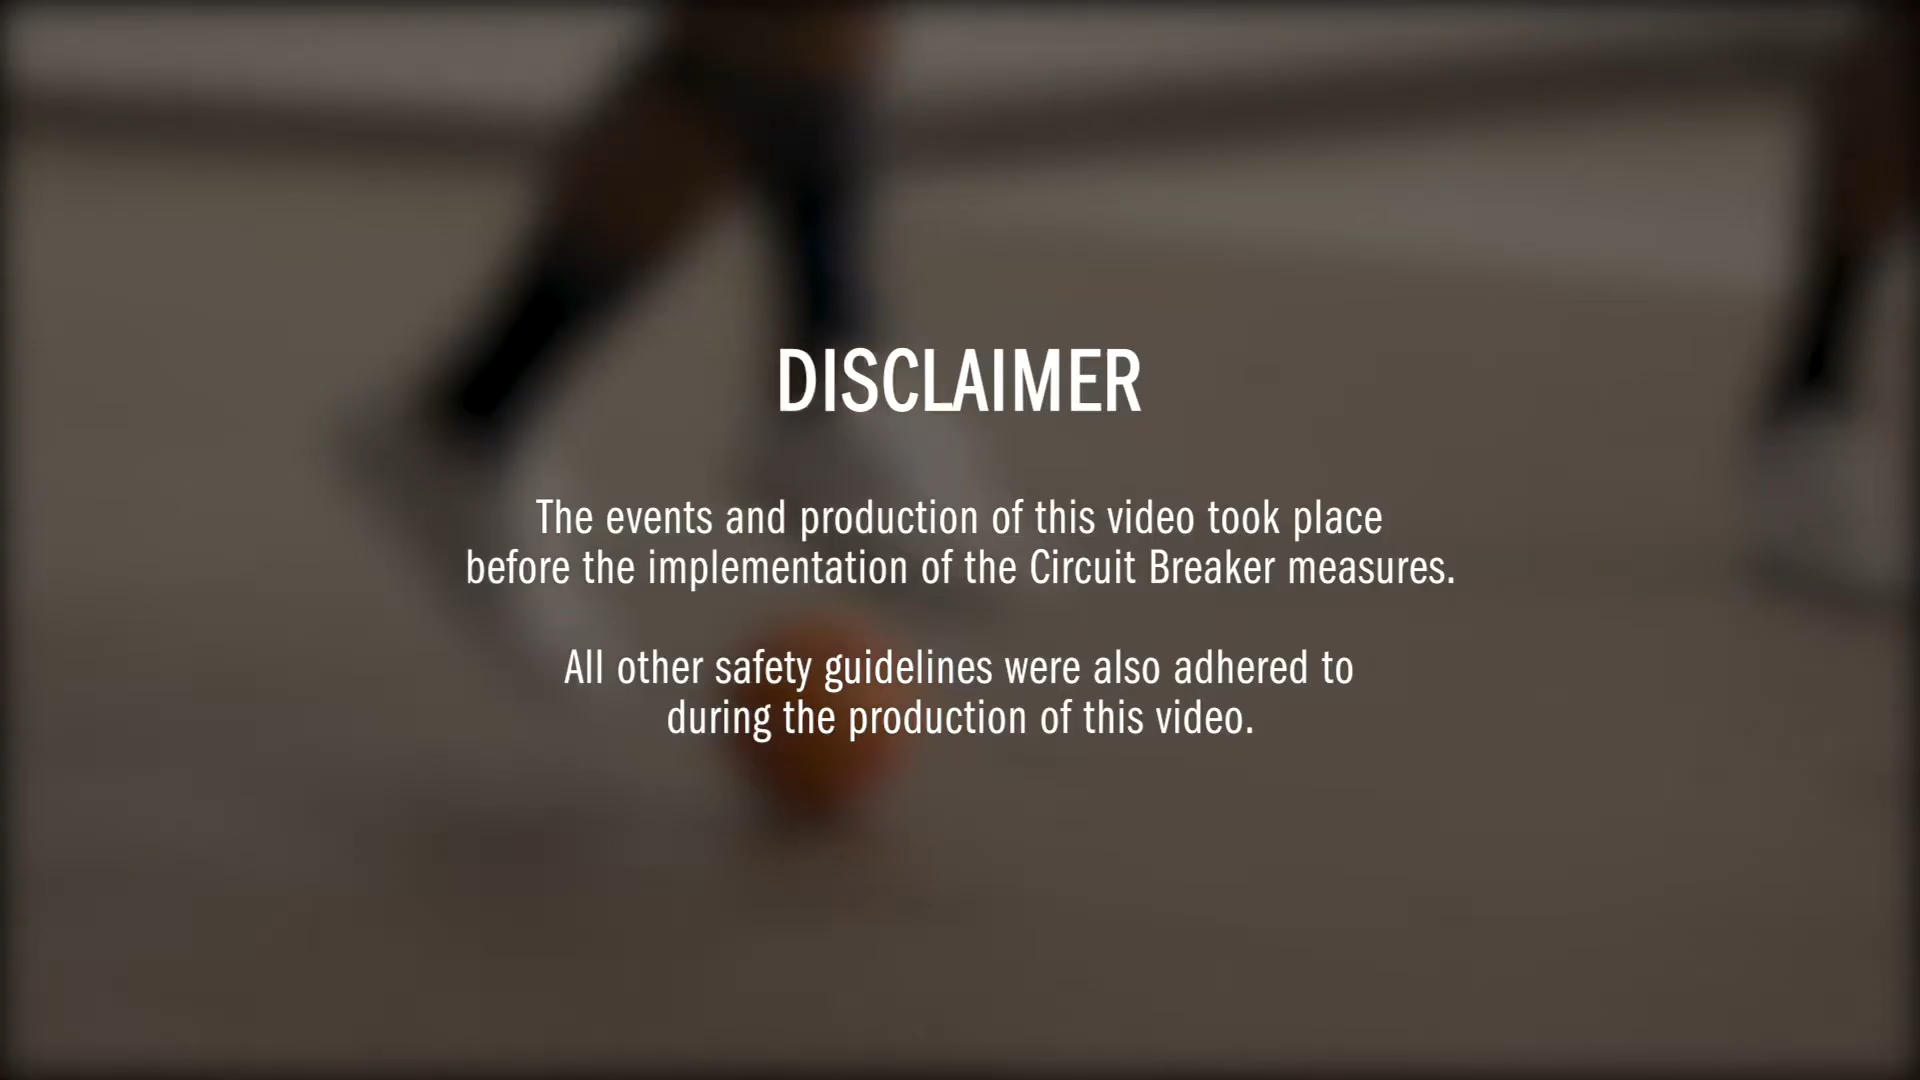 DISCLAIMER
The events and production of this video took place
before the implementation of the Circuit Breaker measures.
All other safety guidelines were also adhered to
during the production of this video.